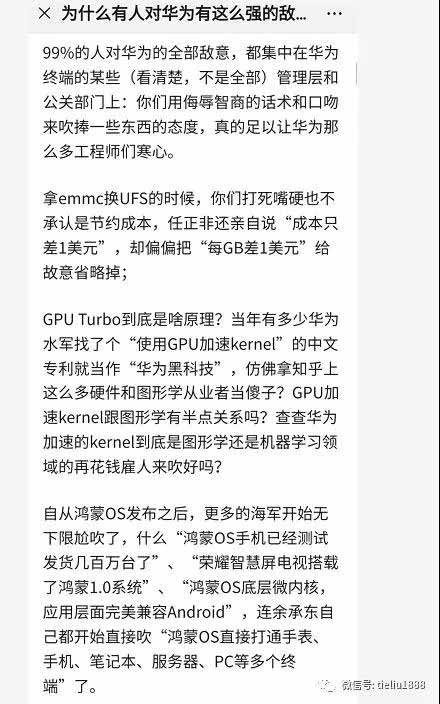 为什么有人对华为有这么强的敌...
99%的人对华为的全部敌意，都集中在华为
终端的某些（看清楚，不是全部）管理层和
公关部门上：你们用侮辱智商的话术和口吻
来吹捧一些东西的态度，真的足以让华为那
么多工程师们寒心。
拿emmc换UFS的时候，你们打死嘴硬也不
承认是节约成本，任正非还亲自说“成本只
差1美元”，却偏偏把“每GB差1美元”给
故意省略掉；
GPU Turbo到底是啥原理？当年有多少华为
水军找了个“使用GPU加速kernel”的中文
专利就当作“华为黑科技”，仿佛拿知乎上
这么多硬件和图形学从业者当傻子？GPU加
速kernel跟图形学有半点关系吗？查查华为
加速的kernel到底是图形学还是机器学习领
域的再花钱雇人来吹好吗？
自从鸿蒙OS发布之后，更多的海军开始无
下限尬吹了，什么“鸿蒙OS手机已经测试
发货几百万台了”、“荣耀智慧屏电视搭载
了鸿蒙1.0系统”、“鸿蒙OS底层微内核，
应用层面完美兼容Android”，连余承东自
己都开始直接吹“鸿蒙OS直接打通手表、
手机、笔记本、服务器、PC等多个终
端”了。
微信号: tieliu1888